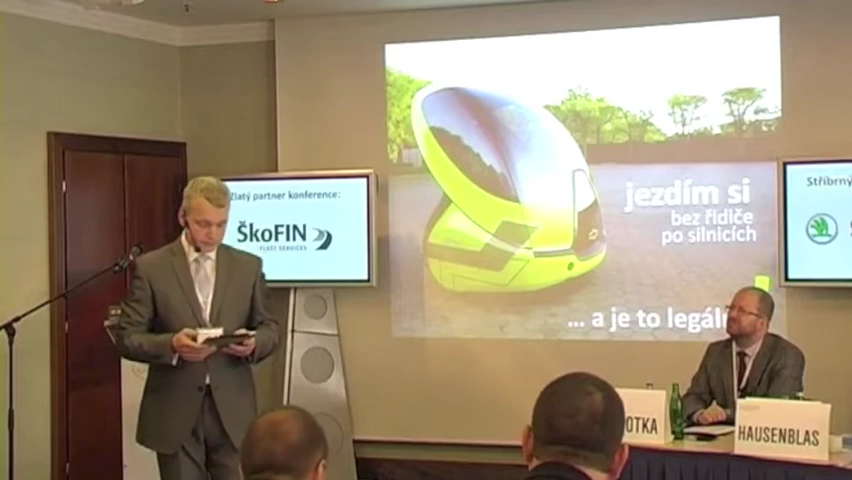 Zlatý partner konference:
ŠkoFIN
FLEET SERVICES
jezdím si
bez řidiče
po silnicích
... a je to legál
Stříbrný
OTKA
HAUSENBLAS